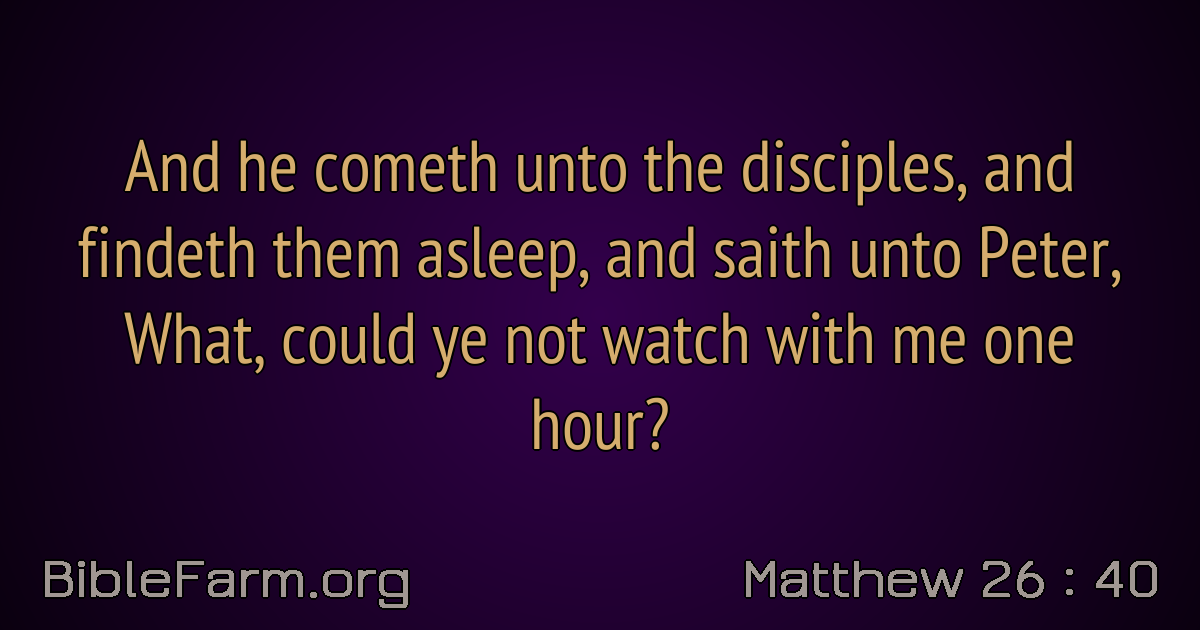 And he cometh unto the disciples, and
findeth them asleep, and saith unto Peter,
What, could ye not watch with me one
hour?
BibleFarm.org
Matthew 26 : 40